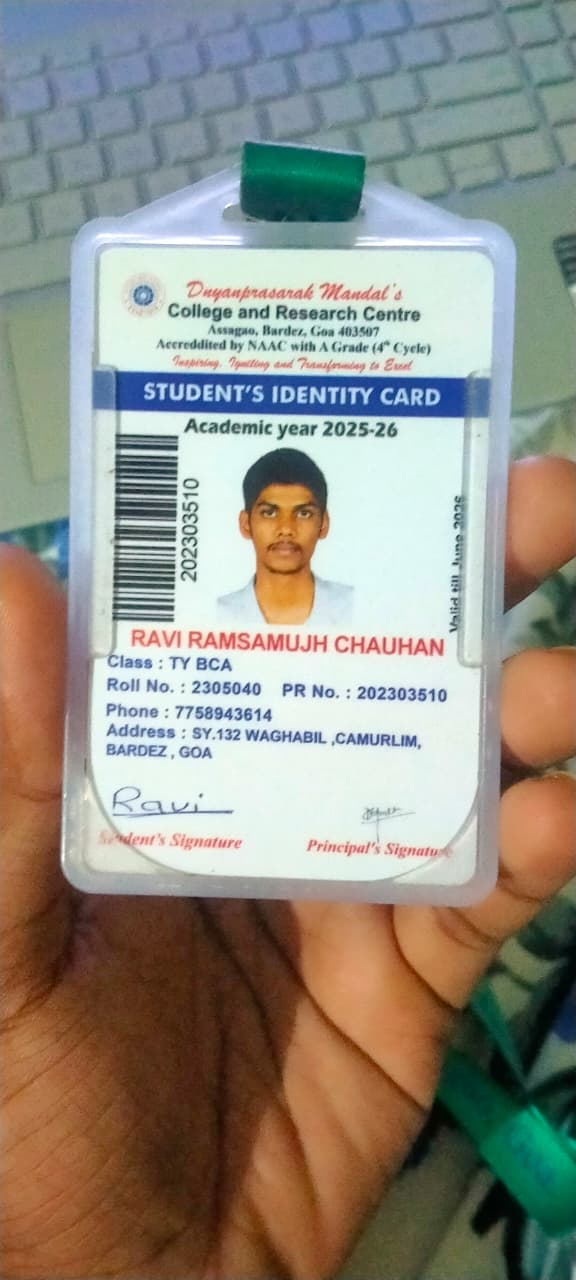 Dnyanprasarak Mandal's
College and Research Centre
Assagao, Bardez, Goa 403507
Accreddited by NAAC with A Grade (4th Cycle)
Inspiring, Igniting and Transforming to Excel
STUDENT'S IDENTITY CARD
Academic year 2025-26
202303510
Valid till June 2026
RAVI RAMSAMUJH CHAUHAN
Class : TY BCA
Roll No. : 2305040 PR No. : 202303510
Phone : 7758943614
Address : SY.132 WAGHABIL ,CAMURLIM,
BARDEZ , GOA
Ravi
Student's Signature Principal's Signature